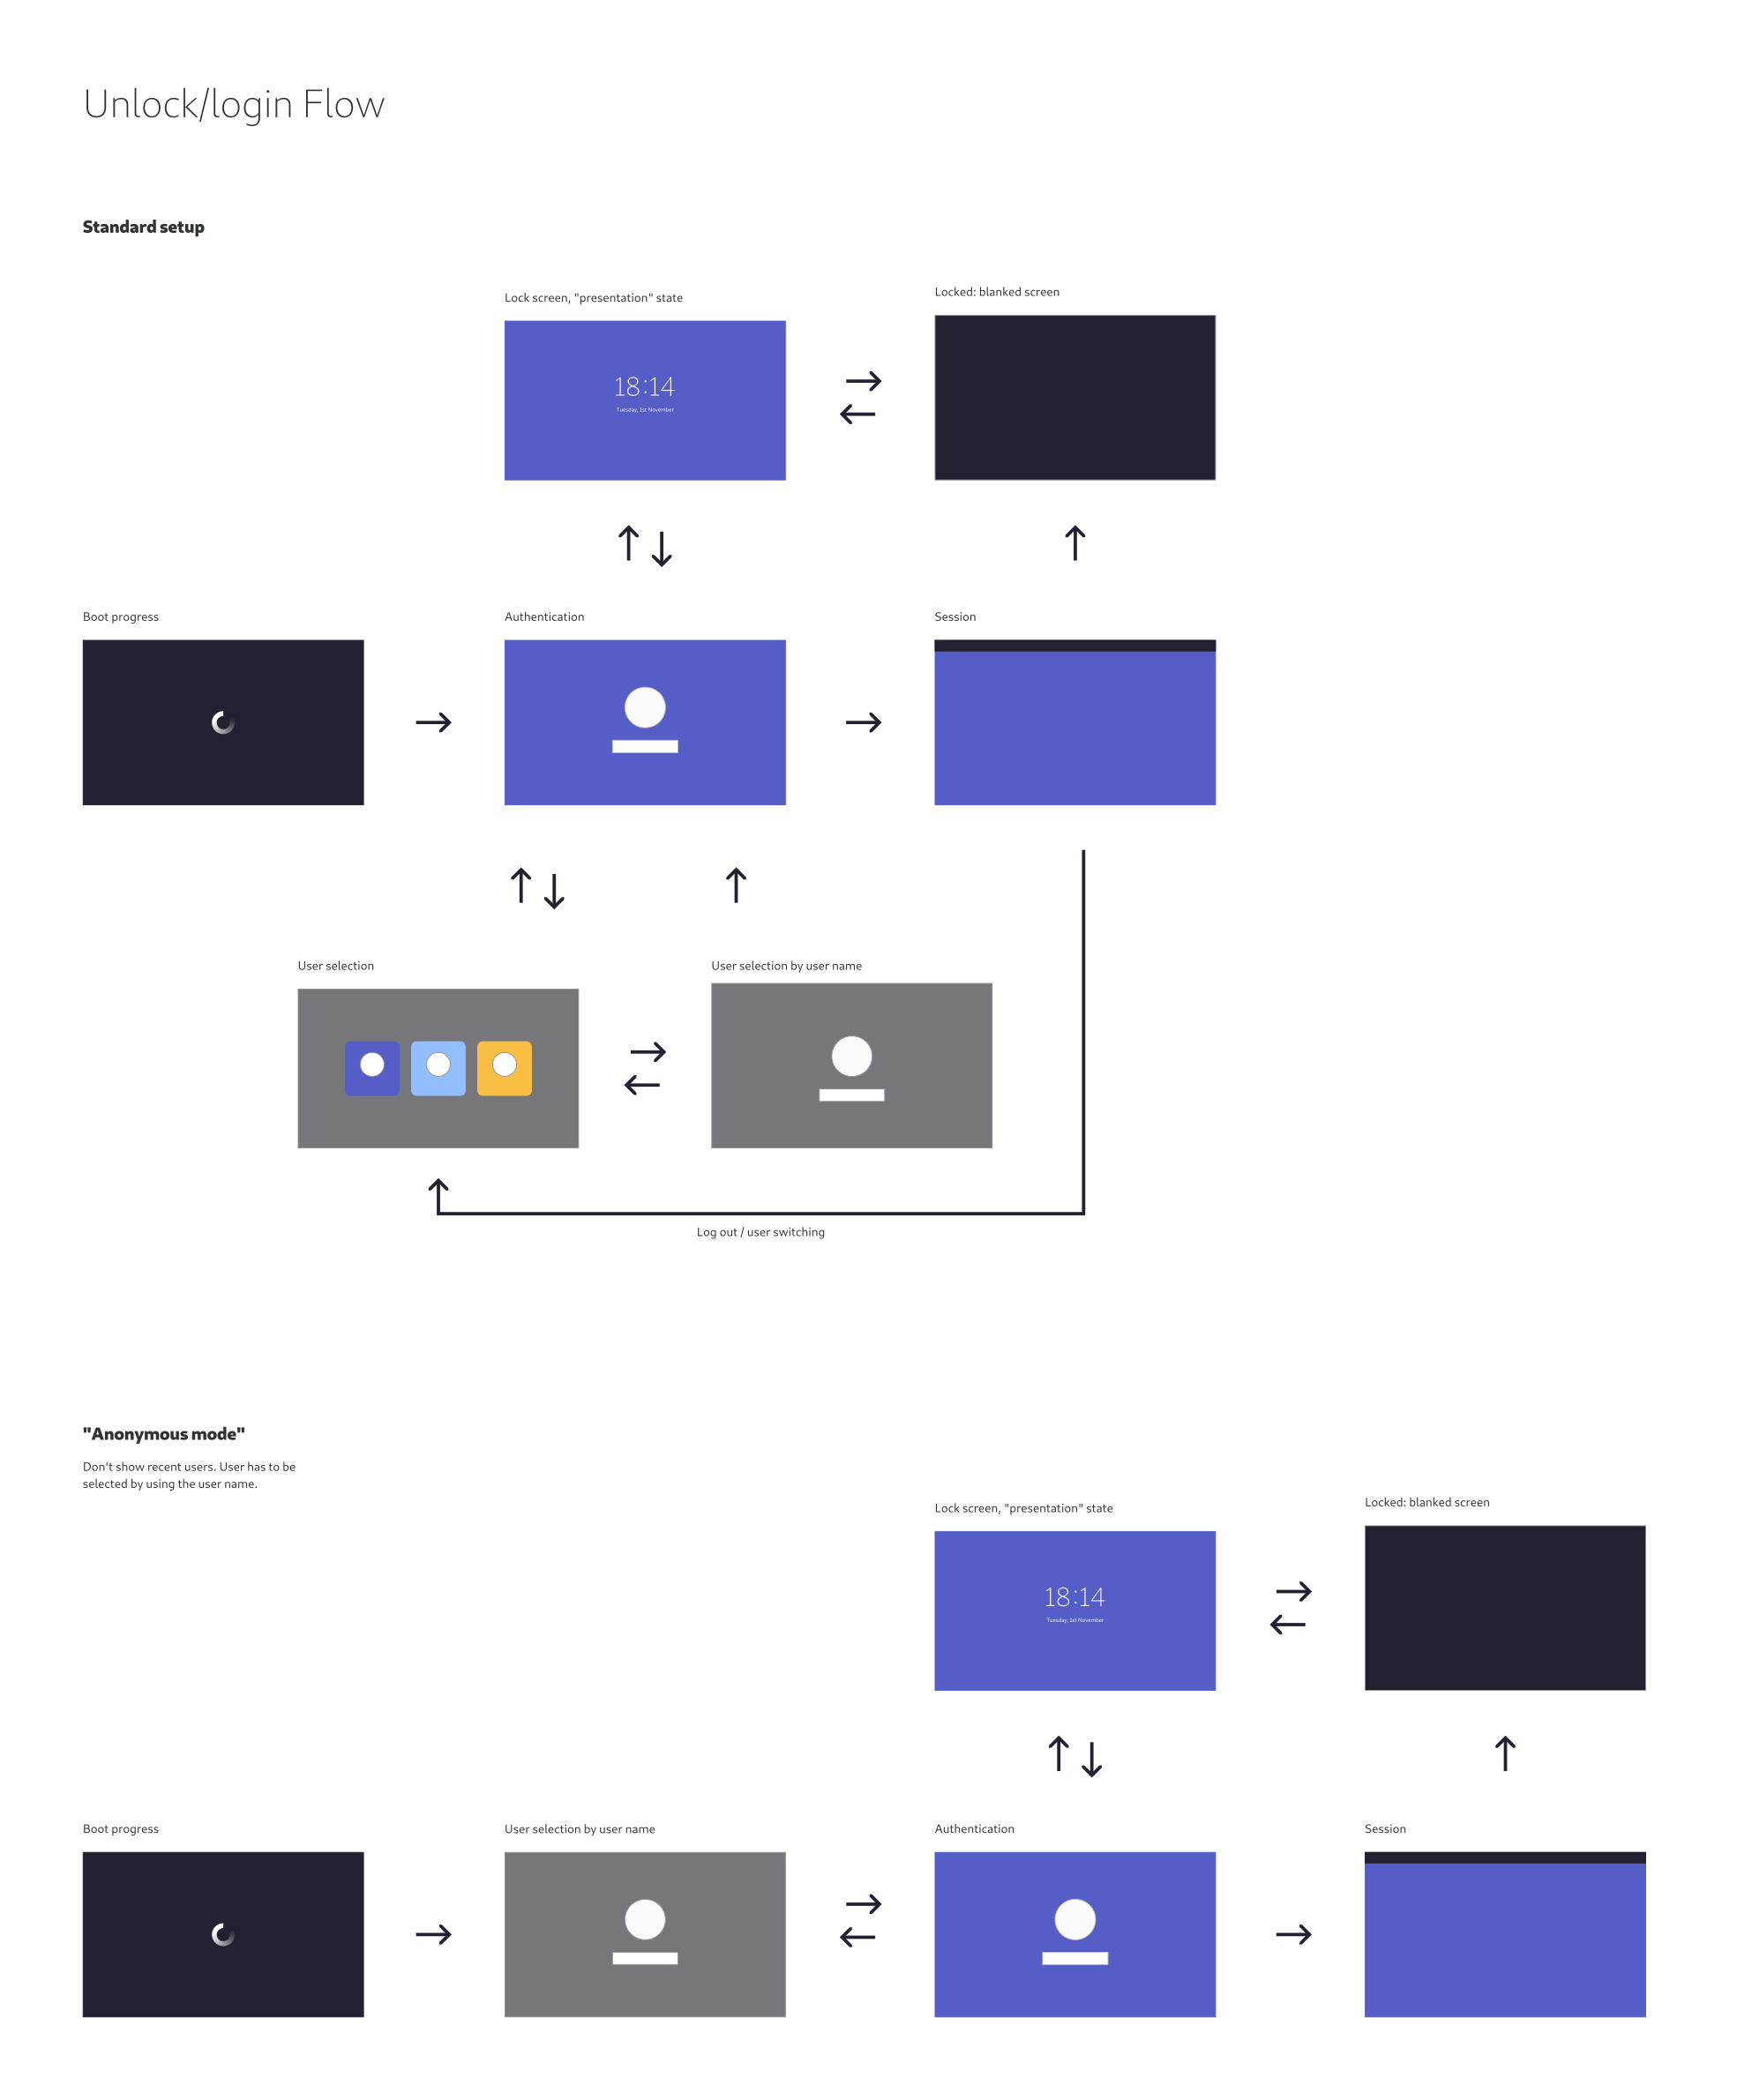 Unlock/login Flow
Standard setup
Lock screen, "presentation" state
Locked: blanked screen
18:14
Tuesday, 1st November
Boot progress
Authentication
Session
User selection
User selection by user name
Log out / user switching
"Anonymous mode"
Don't show recent users. User has to be
selected by using the user name.
Lock screen, "presentation" state
Locked: blanked screen
18:14
Tuesday, 1st November
Boot progress
User selection by user name
Authentication
Session